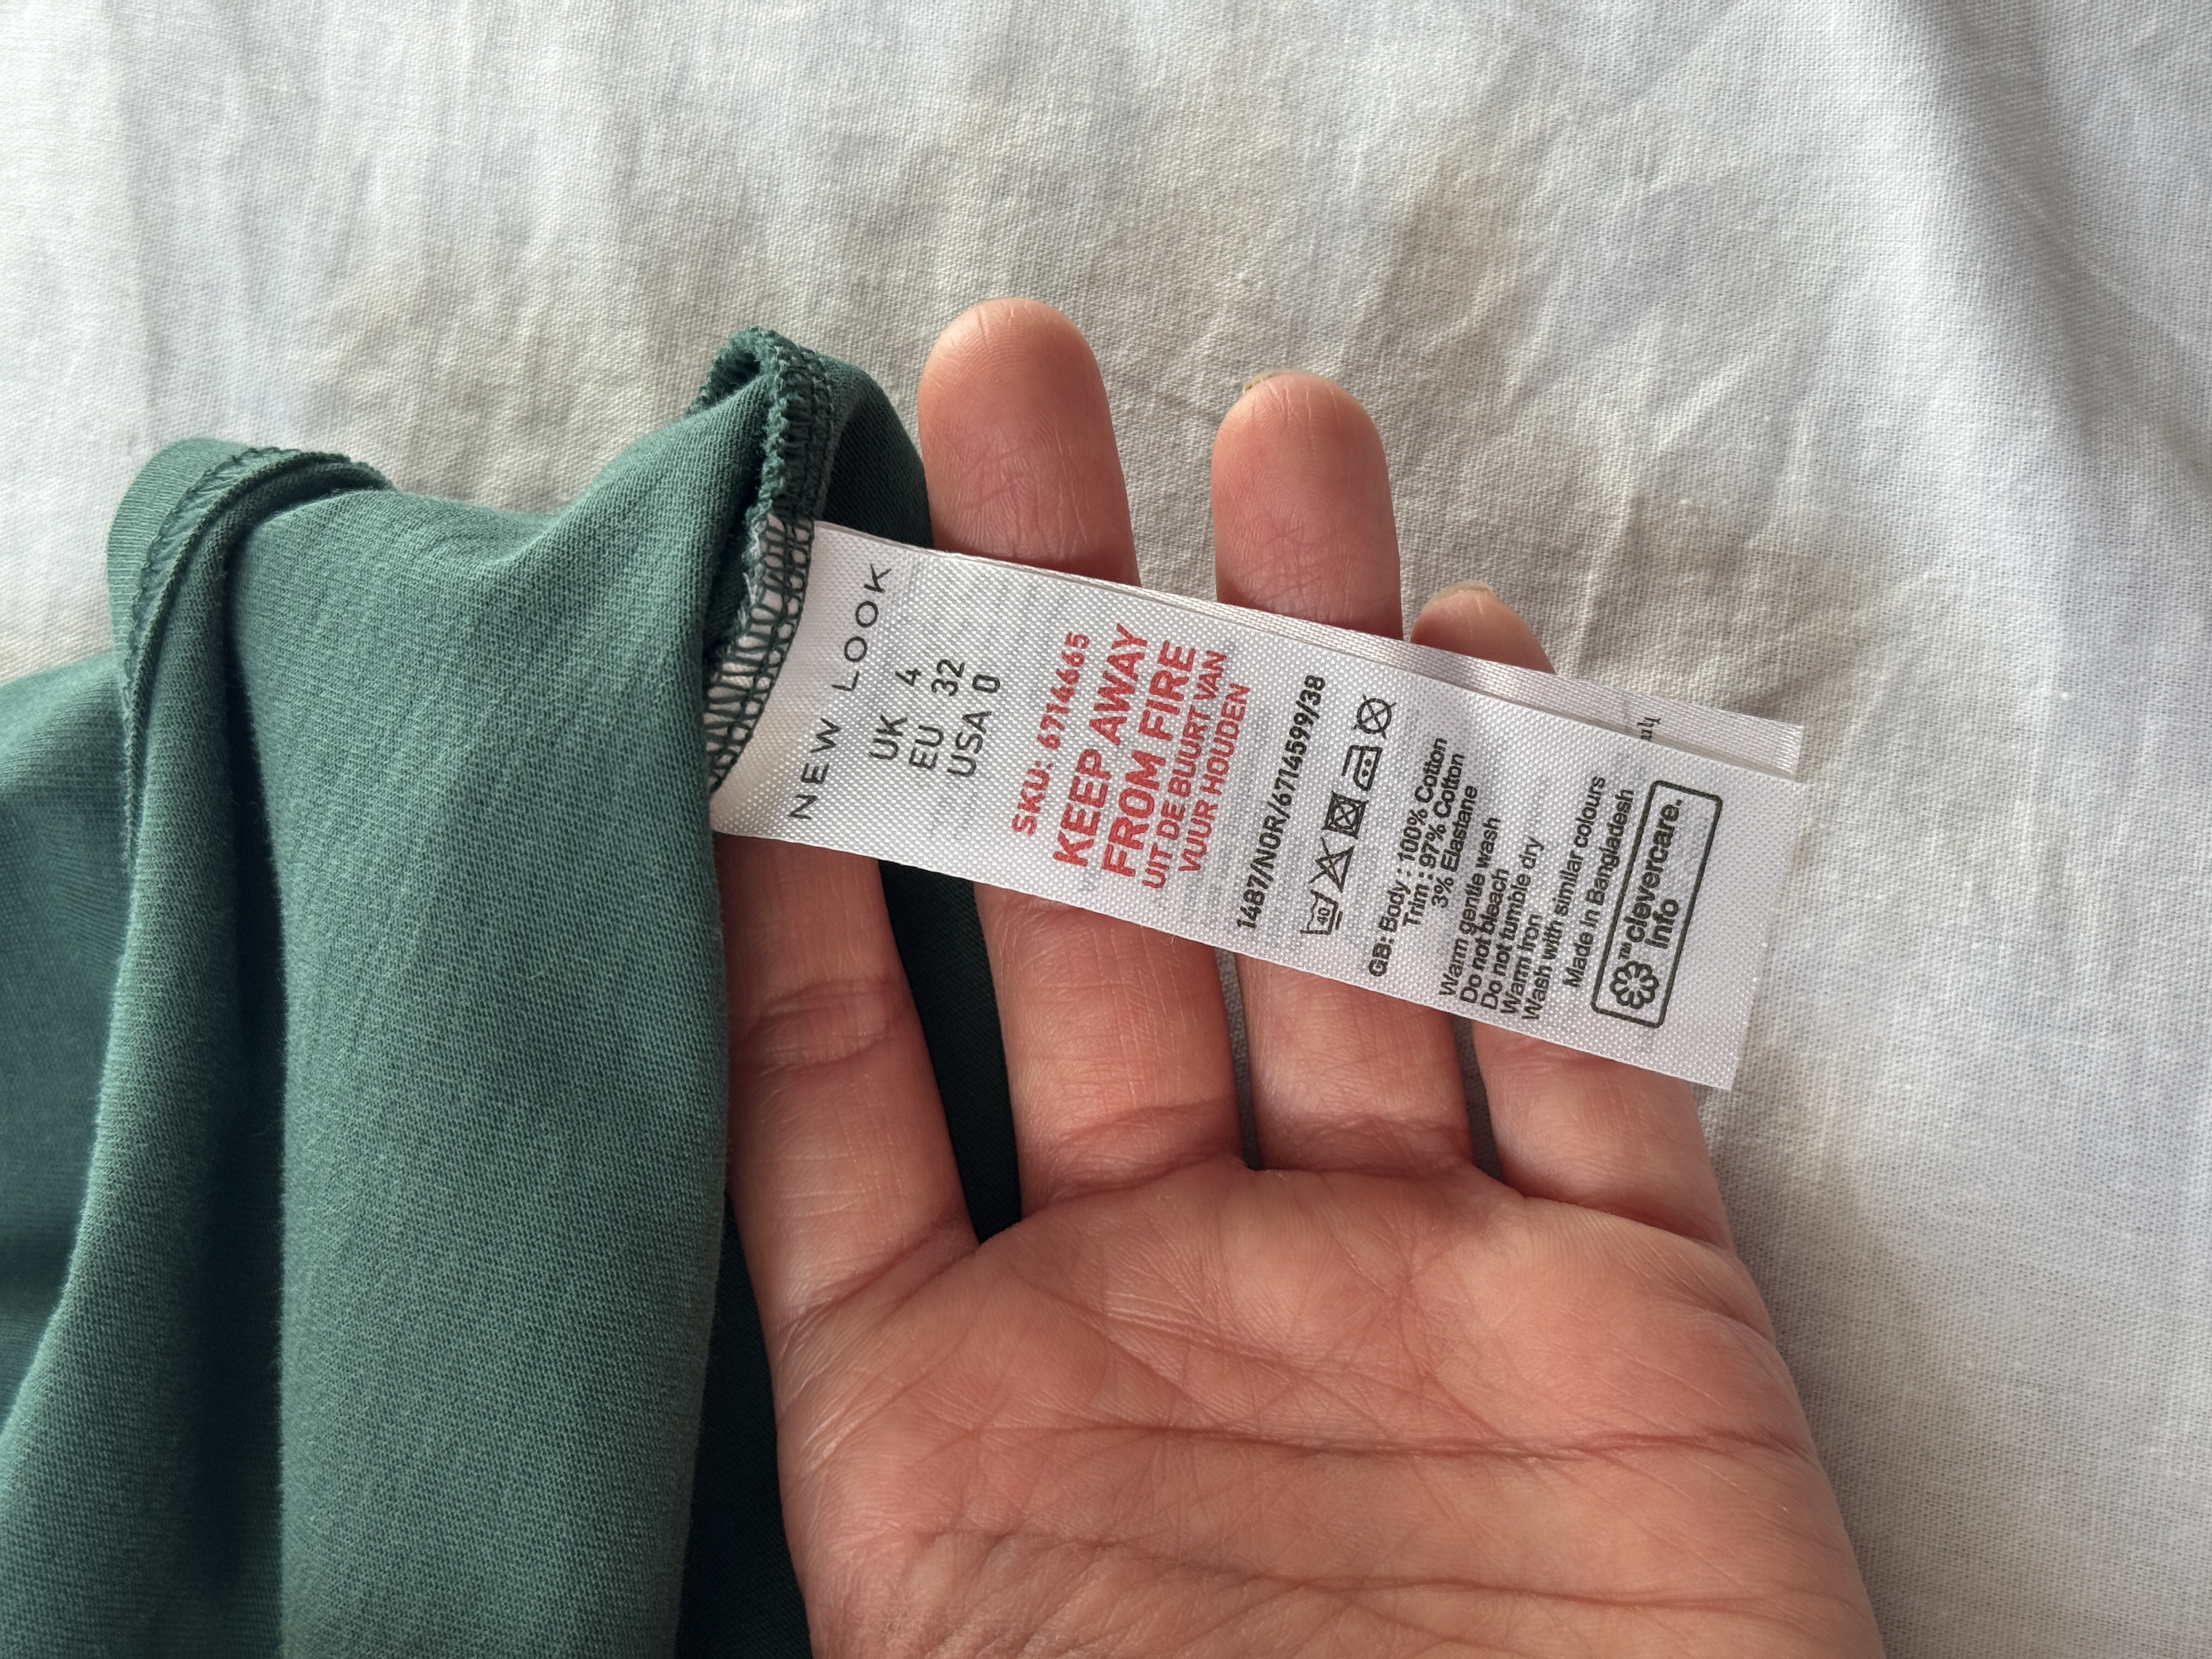 NEW LOOK
UK 4
EU 32
USA 0
SKU: 6714665
KEEP AWAY
FROM FIRE
UIT DE BUURT VAN
VUUR HOUDEN
1487/NOR/6714599/38
40
GB: Body : 100% Cotton
Trim : 97% Cotton
3% Elastane
Warm gentle wash
Do not bleach
Do not tumble dry
Warm Iron
Wash with similar colours
Made in Bangladesh
™clevercare.
info